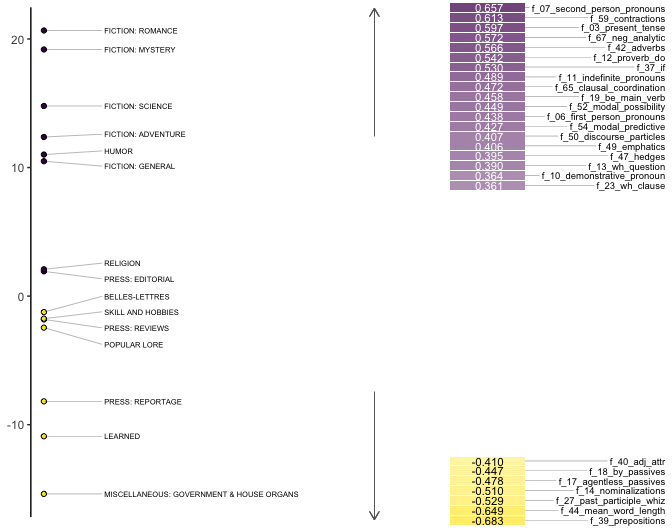 20
10
0
-10
FICTION: ROMANCE
FICTION: MYSTERY
FICTION: SCIENCE
FICTION: ADVENTURE
HUMOR
FICTION: GENERAL
RELIGION
PRESS: EDITORIAL
BELLES-LETTRES
SKILL AND HOBBIES
PRESS: REVIEWS
POPULAR LORE
PRESS: REPORTAGE
LEARNED
MISCELLANEOUS: GOVERNMENT & HOUSE ORGANS
0.657 f_07_second_person_pronouns
0.613 f_59_contractions
0.597 f_03_present_tense
0.572 f_67_neg_analytic
0.566 f_42_adverbs
0.542 f_12_proverb_do
0.530 f_37_if
0.489 f_11_indefinite_pronouns
0.472 f_65_clausal_coordination
0.458 f_19_be_main_verb
0.449 f_52_modal_possibility
0.438 f_06_first_person_pronouns
0.427 f_54_modal_predictive
0.407 f_50_discourse_particles
0.406 f_49_emphatics
0.395 f_47_hedges
0.390 f_13_wh_question
0.364 f_10_demonstrative_pronoun
0.361 f_23_wh_clause
-0.410 f_40_adj_attr
-0.447 f_18_by_passives
-0.478 f_17_agentless_passives
-0.510 f_14_nominalizations
-0.529 f_27_past_participle_whiz
-0.649 f_44_mean_word_length
-0.683 f_39_prepositions